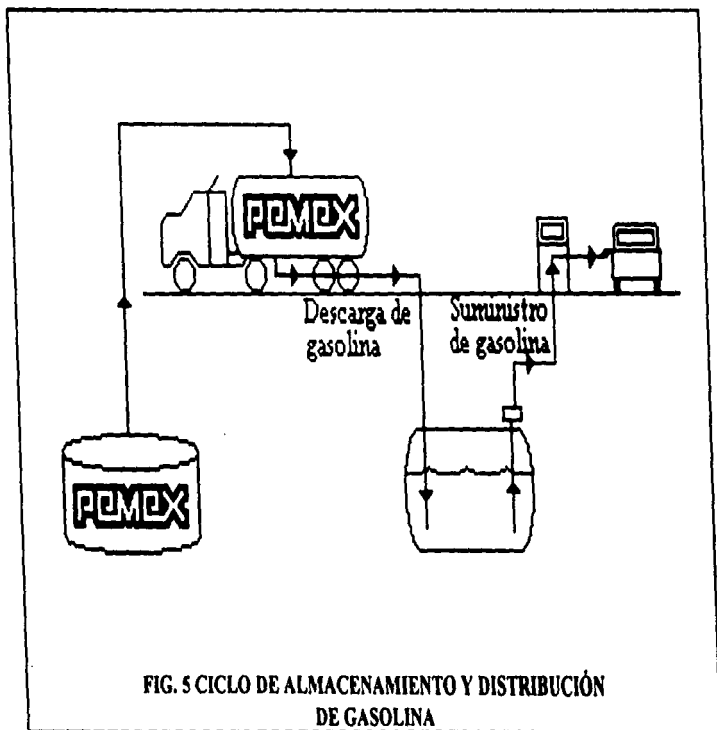 PEMEX
Descarga de
gasolina
Suministro
de gasolina
PEMEX
FIG. 5 CICLO DE ALMACENAMIENTO Y DISTRIBUCIÓN
DE GASOLINA